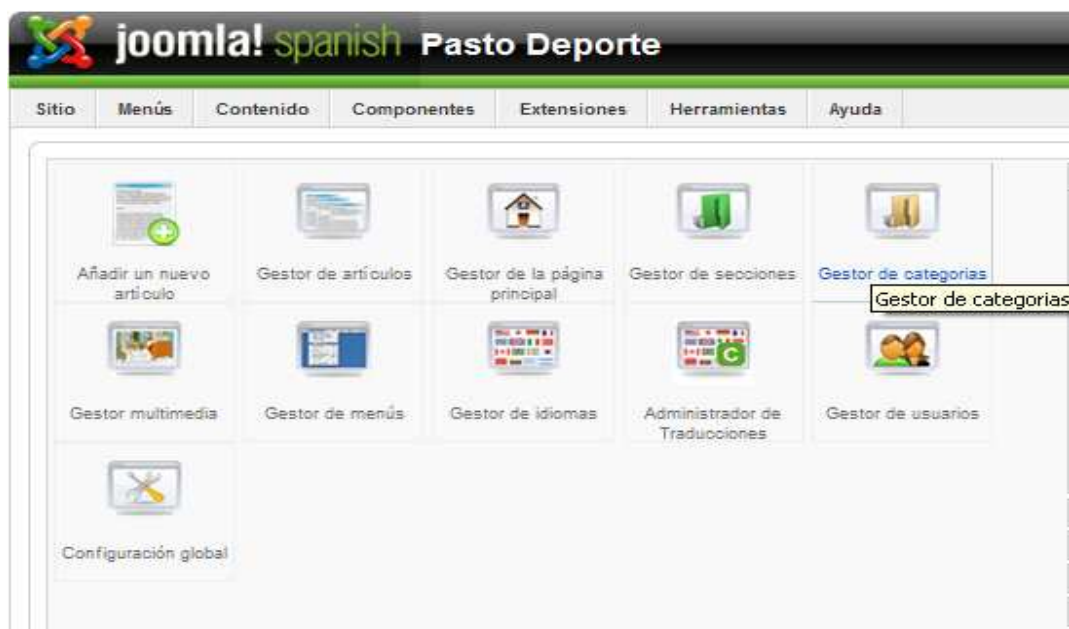 joomla! spanish Pasto Deporte
Sitio Menús Contenido Componentes Extensiones Herramientas Ayuda
Añadir un nuevo
artículo
Gestor de artículos
Gestor de la página
principal
Gestor de secciones
Gestor de categorias
Gestor de categorias
Gestor multimedia
Gestor de menús
Gestor de idiomas
C
Administrador de
Traducciones
Gestor de usuarios
Configuración global